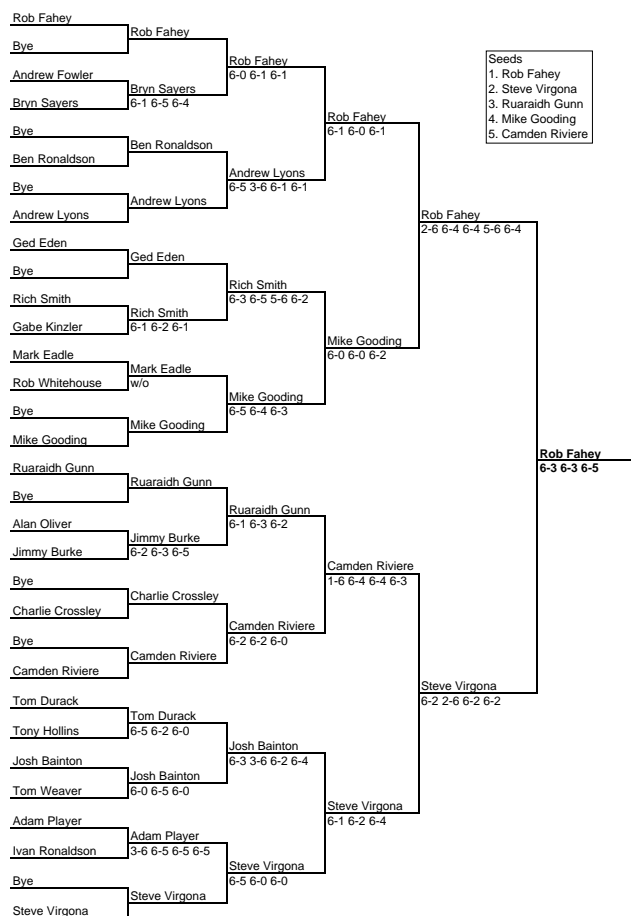 Rob Fahey
Bye
Andrew Fowler
Bryn Sayers
Bye
Ben Ronaldson
Bye
Andrew Lyons
Ged Eden
Bye
Rich Smith
Gabe Kinzler
Mark Eadle
Rob Whitehouse
Bye
Mike Gooding
Ruaraidh Gunn
Bye
Alan Oliver
Jimmy Burke
Bye
Charlie Crossley
Bye
Camden Riviere
Tom Durack
Tony Hollins
Josh Bainton
Tom Weaver
Adam Player
Ivan Ronaldson
Bye
Steve Virgona
Rob Fahey
Bryn Sayers
6-1 6-5 6-4
Ben Ronaldson
Andrew Lyons
Ged Eden
Rich Smith
6-1 6-2 6-1
Mark Eadle
w/o
Mike Gooding
Ruaraidh Gunn
Jimmy Burke
6-2 6-3 6-5
Charlie Crossley
Camden Riviere
Tom Durack
6-5 6-2 6-0
Josh Bainton
6-0 6-5 6-0
Adam Player
3-6 6-5 6-5 6-5
Steve Virgona
Rob Fahey
6-0 6-1 6-1
Andrew Lyons
6-5 3-6 6-1 6-1
Rich Smith
6-3 6-5 5-6 6-2
Mike Gooding
6-5 6-4 6-3
Ruaraidh Gunn
6-1 6-3 6-2
Camden Riviere
6-2 6-2 6-0
Josh Bainton
6-3 3-6 6-2 6-4
Steve Virgona
6-5 6-0 6-0
Rob Fahey
6-1 6-0 6-1
Mike Gooding
6-0 6-0 6-2
Camden Riviere
1-6 6-4 6-4 6-3
Steve Virgona
6-1 6-2 6-4
Rob Fahey
2-6 6-4 6-4 5-6 6-4
Steve Virgona
6-2 2-6 6-2 6-2
Rob Fahey
6-3 6-3 6-5
Seeds
1. Rob Fahey
2. Steve Virgona
3. Ruaraidh Gunn
4. Mike Gooding
5. Camden Riviere